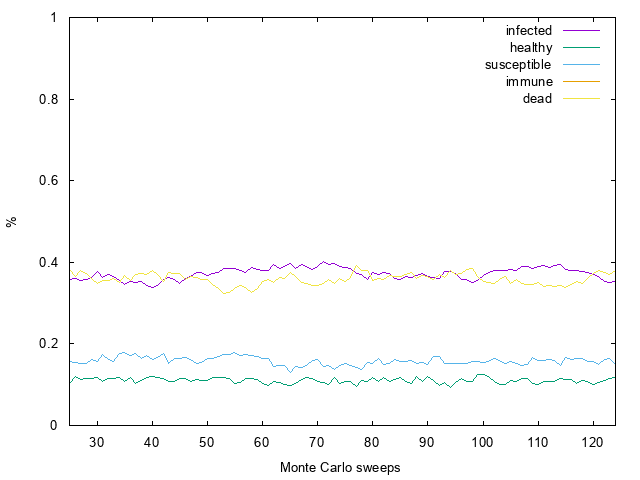 1
0.8
0.6
0.4
0.2
0
%
30 40 50 60 70 80 90 100 110 120
Monte Carlo sweeps
infected
healthy
susceptible
immune
dead